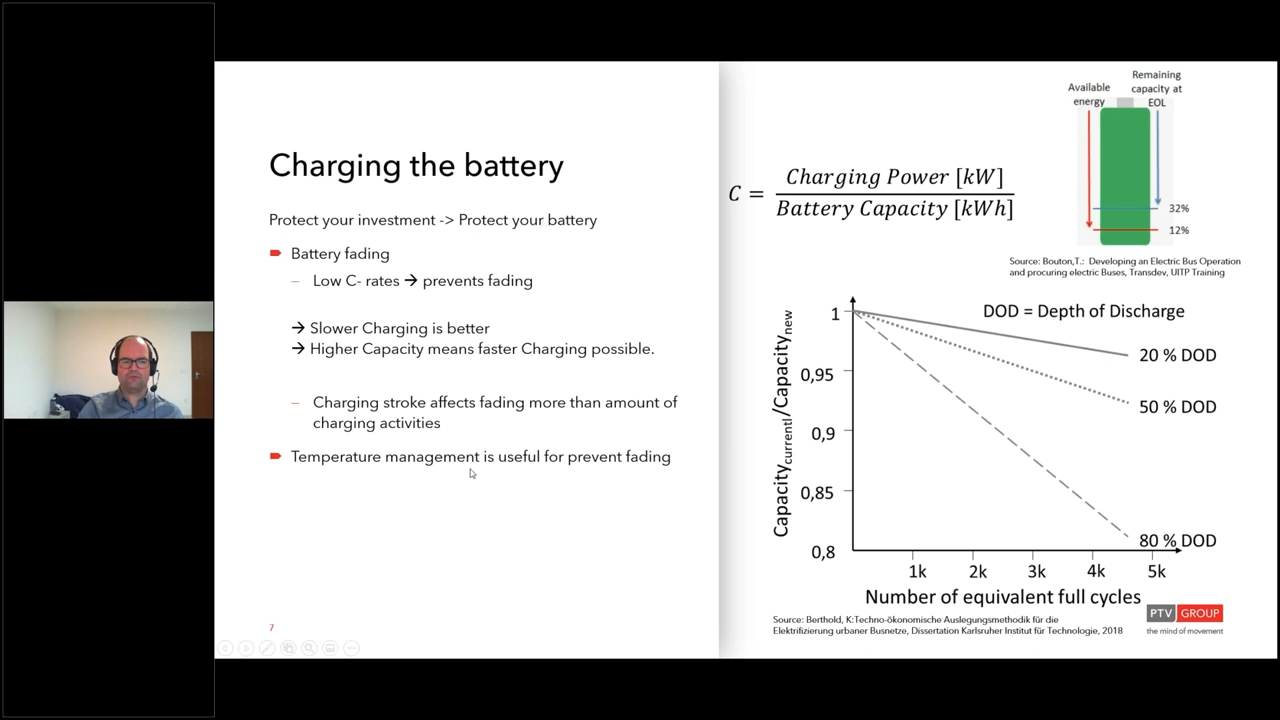 Charging the battery
Protect your investment -> Protect your battery
Battery fading
– Low C- rates → prevents fading
→ Slower Charging is better
→ Higher Capacity means faster Charging possible.
– Charging stroke affects fading more than amount of
charging activities
Temperature management is useful for prevent fading
7
C = Charging Power [kW]
Battery Capacity [kWh]
Available
energy
Remaining
capacity at
EOL
32%
12%
Source: Bouton,T.: Developing an Electric Bus Operation
and procuring electric Buses, Transdev, UITP Training
DOD = Depth of Discharge
Capacitycurrentl/Capacitynew
1
0,95
0,9
0,85
0,8
20 % DOD
50 % DOD
80 % DOD
1k 2k 3k 4k 5k
Number of equivalent full cycles
Source: Berthold, K:Techno-ökonomische Auslegungsmethodik für die
Elektrifizierung urbaner Busnetze, Dissertation Karlsruher Institut für Technologie, 2018
PTV GROUP
the mind of movement